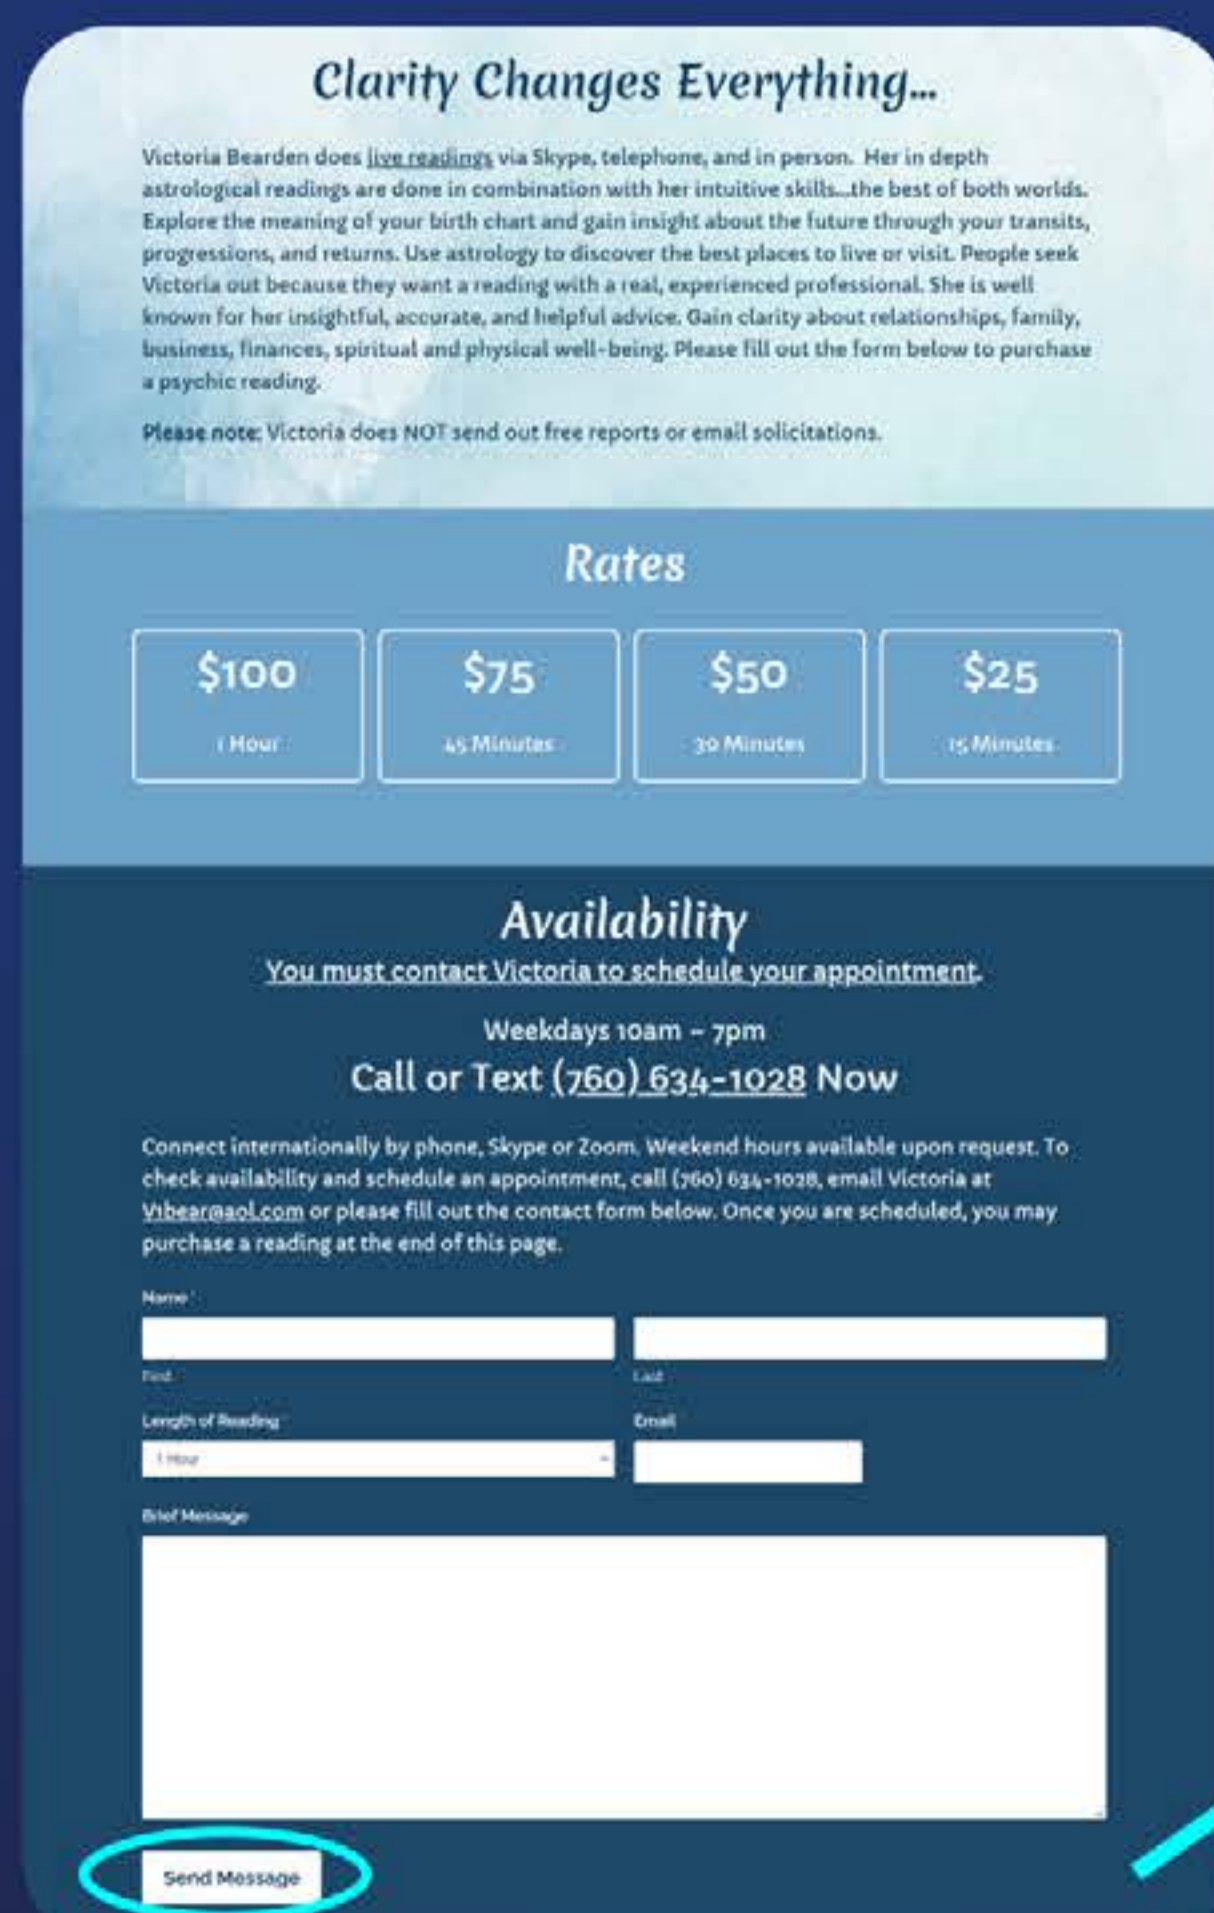 Clarity Changes Everything...
Victoria Bearden does live readings via Skype, telephone, and in person. Her in depth
astrological readings are done in combination with her intuitive skills...the best of both worlds.
Explore the meaning of your birth chart and gain insight about the future through your transits,
progressions, and returns. Use astrology to discover the best places to live or visit. People seek
Victoria out because they want a reading with a real, experienced professional. She is well
known for her insightful, accurate, and helpful advice. Gain clarity about relationships, family,
business, finances, spiritual and physical well-being. Please fill out the form below to purchase
a psychic reading.
Please note: Victoria does NOT send out free reports or email solicitations.
Rates
$100 $75 $50 $25
1 Hour 45 Minutes 30 Minutes 15 Minutes
Availability
You must contact Victoria to schedule your appointment.
Weekdays 10am – 7pm
Call or Text (760) 634-1028 Now
Connect internationally by phone, Skype or Zoom. Weekend hours available upon request. To
check availability and schedule an appointment, call (760) 634-1028, email Victoria at
V1bear@aol.com or please fill out the contact form below. Once you are scheduled, you may
purchase a reading at the end of this page.
Name *
First Last
Length of Reading * Email
1 Hour
Brief Message
Send Message